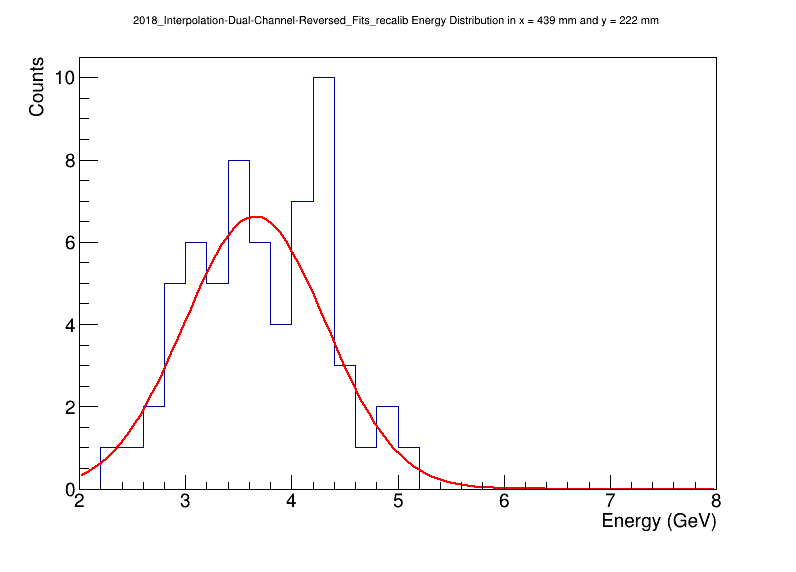 2018_Interpolation-Dual-Channel-Reversed_Fits_recalib Energy Distribution in x = 439 mm and y = 222 mm
Counts
10
8
6
4
2
0
2 3 4 5 6 7 8
Energy (GeV)